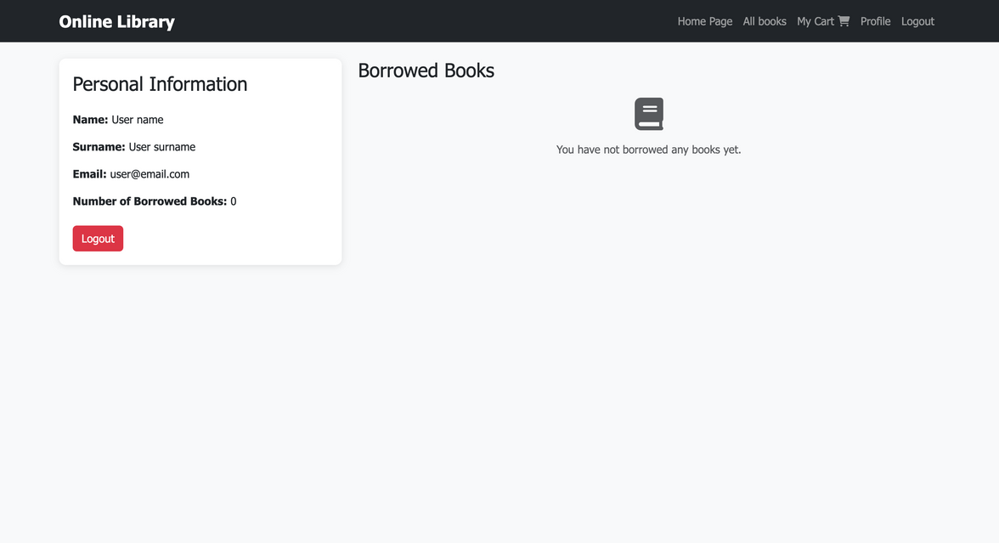 Online Library
Home Page All books My Cart Profile Logout
Personal Information
Name: User name
Surname: User surname
Email: user@email.com
Number of Borrowed Books: 0
Logout
Borrowed Books
You have not borrowed any books yet.